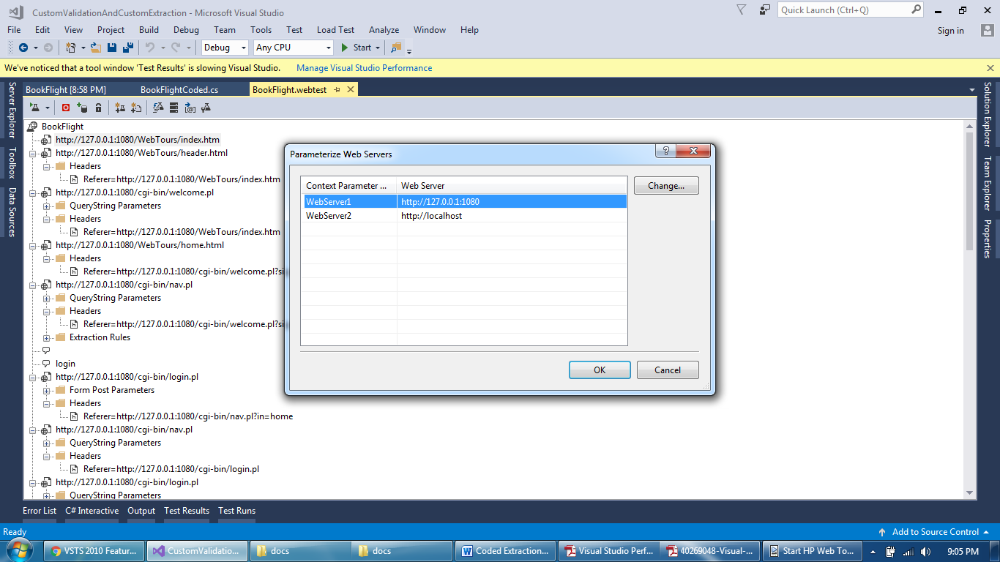 CustomValidationAndCustomExtraction - Microsoft Visual Studio
Quick Launch (Ctrl+Q)
File Edit View Project Build Debug Team Tools Test Load Test Analyze Window Help
Sign in
Debug Any CPU Start
We've noticed that a tool window 'Test Results' is slowing Visual Studio. Manage Visual Studio Performance
Server Explorer
Toolbox
Data Sources
BookFlight [8:58 PM] BookFlightCoded.cs BookFlight.webtest
BookFlight
http://127.0.0.1:1080/WebTours/index.htm
http://127.0.0.1:1080/WebTours/header.html
Headers
Referer=http://127.0.0.1:1080/WebTours/index.htm
http://127.0.0.1:1080/cgi-bin/welcome.pl
QueryString Parameters
Headers
Referer=http://127.0.0.1:1080/WebTours/index.htm
http://127.0.0.1:1080/WebTours/home.html
Headers
Referer=http://127.0.0.1:1080/cgi-bin/welcome.pl?si
http://127.0.0.1:1080/cgi-bin/nav.pl
QueryString Parameters
Headers
Referer=http://127.0.0.1:1080/cgi-bin/welcome.pl?si
Extraction Rules
login
http://127.0.0.1:1080/cgi-bin/login.pl
Form Post Parameters
Headers
Referer=http://127.0.0.1:1080/cgi-bin/nav.pl?in=home
http://127.0.0.1:1080/cgi-bin/nav.pl
QueryString Parameters
Headers
Referer=http://127.0.0.1:1080/cgi-bin/login.pl
http://127.0.0.1:1080/cgi-bin/login.pl
QueryString Parameters
Parameterize Web Servers
?
Context Parameter ... Web Server
WebServer1 http://127.0.0.1:1080
WebServer2 http://localhost
Change...
OK Cancel
Solution Explorer
Team Explorer
Properties
Error List C# Interactive Output Test Results Test Runs
Ready
Add to Source Control
VSTS 2010 Featur... CustomValidatio... docs docs Coded Extraction... Visual Studio Perf... 40269048-Visual-... Start HP Web To... 9:05 PM